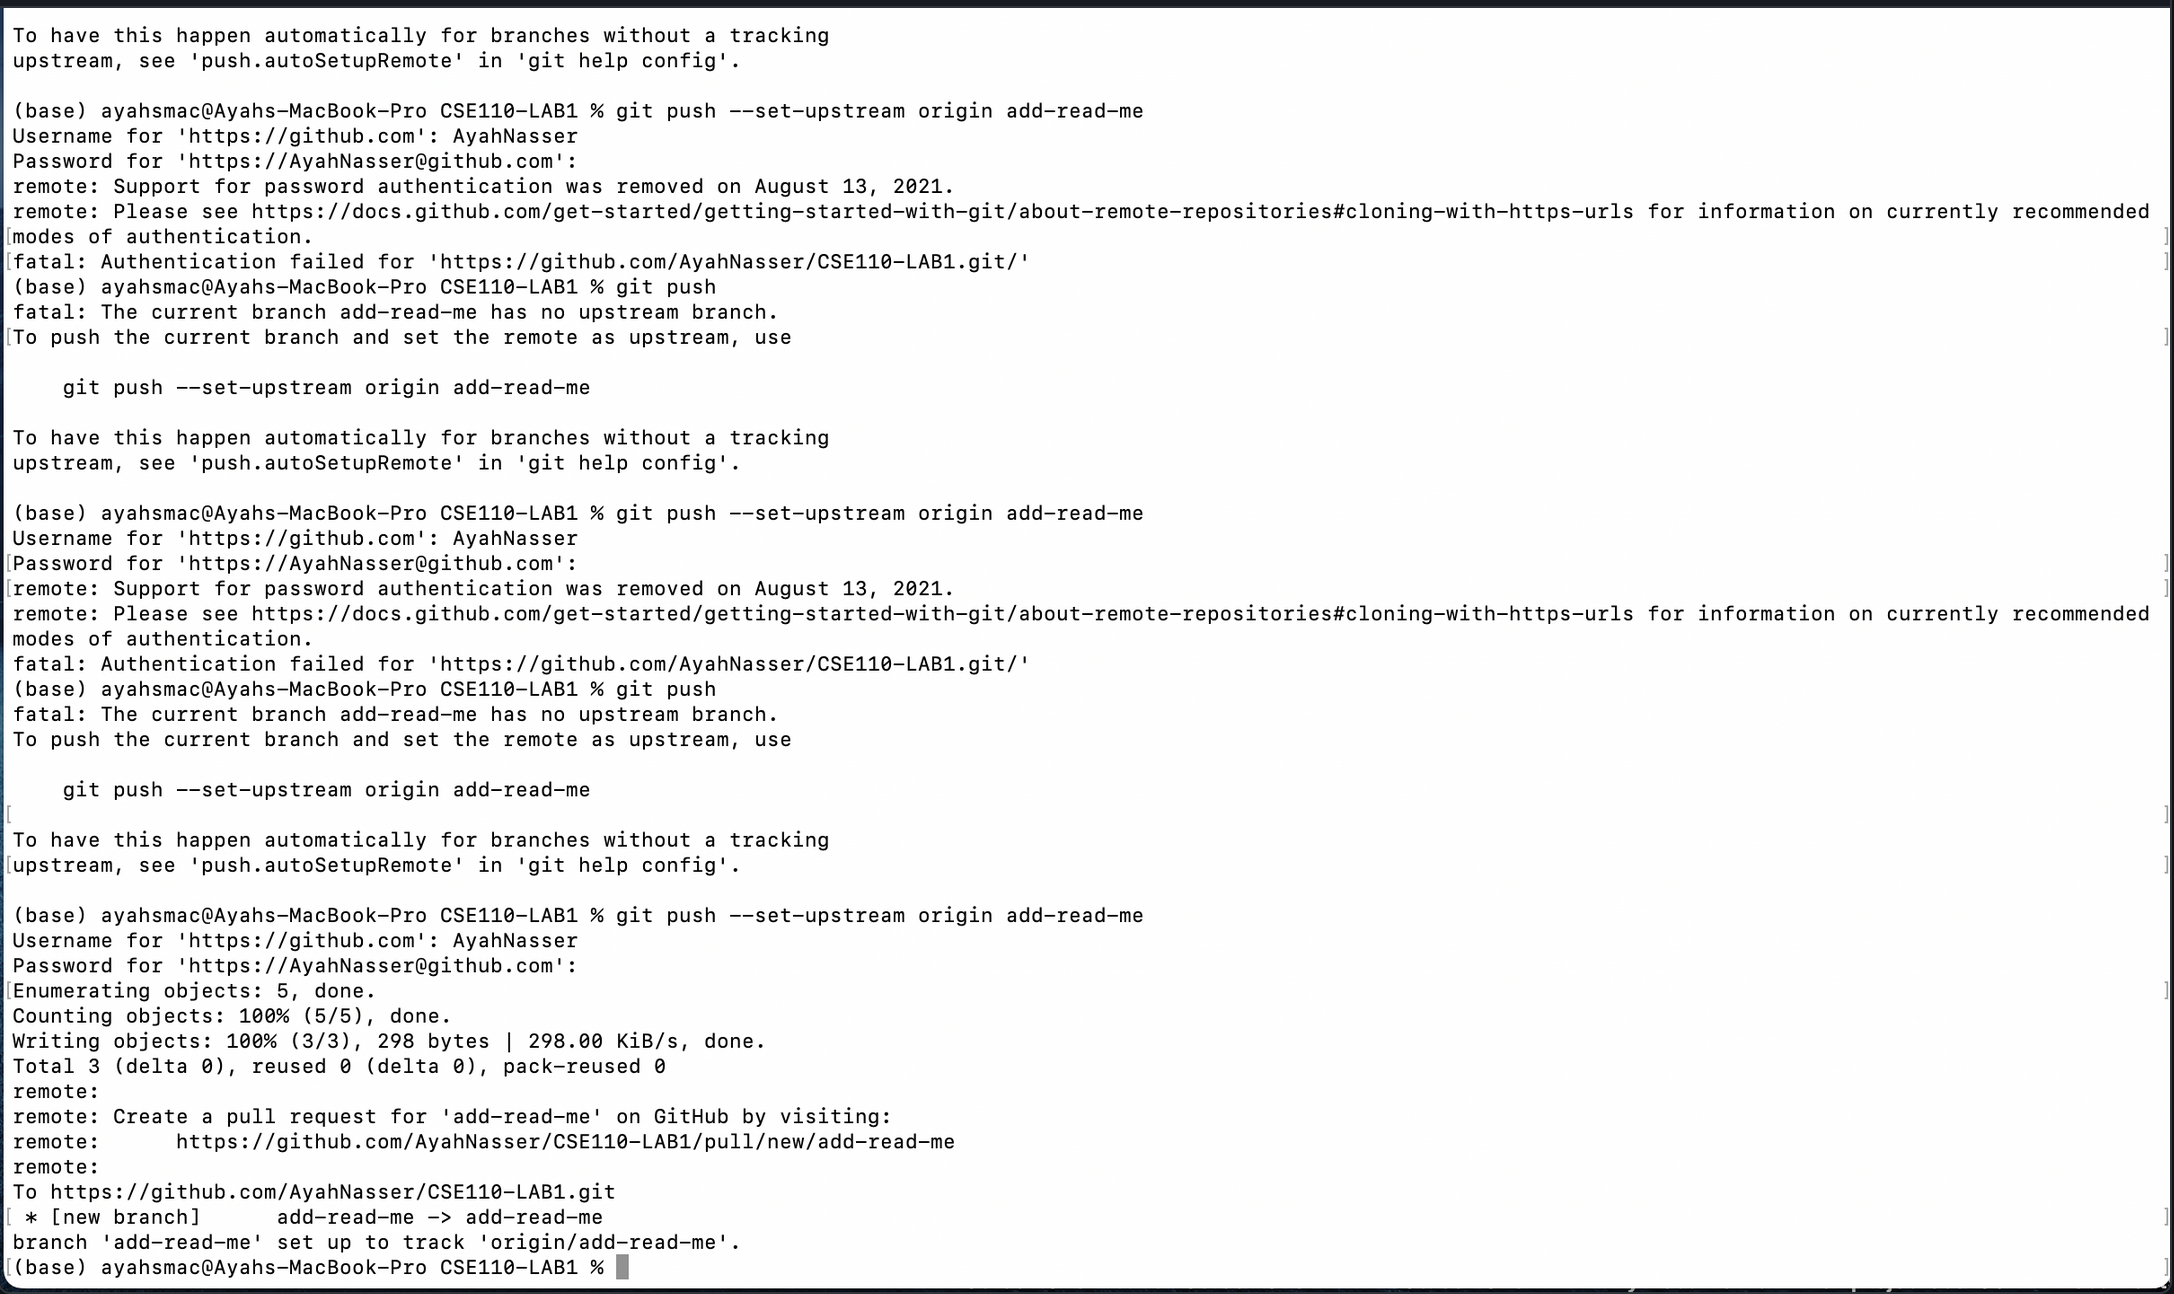 To have this happen automatically for branches without a tracking
upstream, see 'push.autoSetupRemote' in 'git help config'.
(base) ayahsmac@Ayahs-MacBook-Pro CSE110-LAB1 % git push --set-upstream origin add-read-me
Username for 'https://github.com': AyahNasser
Password for 'https://AyahNasser@github.com':
remote: Support for password authentication was removed on August 13, 2021.
remote: Please see https://docs.github.com/get-started/getting-started-with-git/about-remote-repositories#cloning-with-https-urls for information on currently recommended
[modes of authentication. ]
[fatal: Authentication failed for 'https://github.com/AyahNasser/CSE110-LAB1.git/' ]
(base) ayahsmac@Ayahs-MacBook-Pro CSE110-LAB1 % git push
fatal: The current branch add-read-me has no upstream branch.
[To push the current branch and set the remote as upstream, use ]
git push --set-upstream origin add-read-me
To have this happen automatically for branches without a tracking
upstream, see 'push.autoSetupRemote' in 'git help config'.
(base) ayahsmac@Ayahs-MacBook-Pro CSE110-LAB1 % git push --set-upstream origin add-read-me
Username for 'https://github.com': AyahNasser
[Password for 'https://AyahNasser@github.com': ]
[remote: Support for password authentication was removed on August 13, 2021. ]
remote: Please see https://docs.github.com/get-started/getting-started-with-git/about-remote-repositories#cloning-with-https-urls for information on currently recommended
modes of authentication.
fatal: Authentication failed for 'https://github.com/AyahNasser/CSE110-LAB1.git/'
(base) ayahsmac@Ayahs-MacBook-Pro CSE110-LAB1 % git push
fatal: The current branch add-read-me has no upstream branch.
To push the current branch and set the remote as upstream, use
git push --set-upstream origin add-read-me
[ ]
To have this happen automatically for branches without a tracking
[upstream, see 'push.autoSetupRemote' in 'git help config'. ]
(base) ayahsmac@Ayahs-MacBook-Pro CSE110-LAB1 % git push --set-upstream origin add-read-me
Username for 'https://github.com': AyahNasser
Password for 'https://AyahNasser@github.com':
[Enumerating objects: 5, done. ]
Counting objects: 100% (5/5), done.
Writing objects: 100% (3/3), 298 bytes | 298.00 KiB/s, done.
Total 3 (delta 0), reused 0 (delta 0), pack-reused 0
remote:
remote: Create a pull request for 'add-read-me' on GitHub by visiting:
remote:      https://github.com/AyahNasser/CSE110-LAB1/pull/new/add-read-me
remote:
To https://github.com/AyahNasser/CSE110-LAB1.git
[ * [new branch]      add-read-me -> add-read-me ]
branch 'add-read-me' set up to track 'origin/add-read-me'.
[(base) ayahsmac@Ayahs-MacBook-Pro CSE110-LAB1 % ]